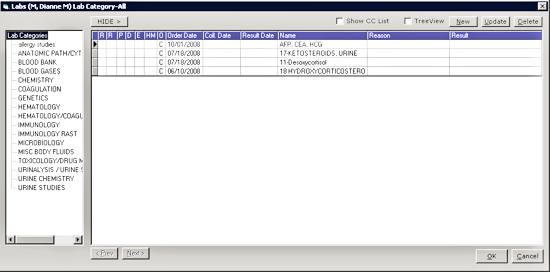 Labs (M, Dianne M) Lab Category-All
HIDE >
Show CC List
TreeView
New
Update
Delete
Lab Categories
allergy studies
ANATOMIC PATH/CYT
BLOOD BANK
BLOOD GASES
CHEMISTRY
COAGULATION
GENETICS
HEMATOLOGY
HEMATOLOGY/COAGU
IMMUNOLOGY
IMMUNOLOGY RAST
MICROBIOLOGY
MISC BODY FLUIDS
TOXICOLOGY/DRUG M
URINALYSIS / URINE S
URINE CHEMISTRY
URINE STUDIES
R R P D E HM O Order Date Coll. Date Result Date Name Reason Result
C 10/01/2008 AFP, CEA, HCG
C 07/18/2008 17-KETOSTEROIDS, URINE
C 07/18/2008 11-Desoxycortisol
C 06/10/2008 18 HYDROXYCORTICOSTERO
< Prev
Next >
OK
Cancel